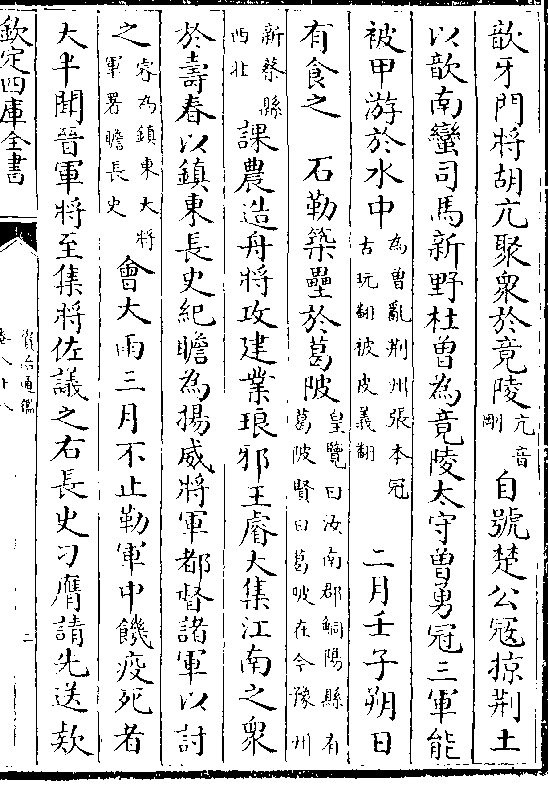 歆牙門將胡亢聚衆於竟陵亢音剛自號楚公寇掠荆土
以歆南蠻司馬新野杜曾為竟陵太守曾勇冠三軍能
被甲游於水中為曾亂荆州張本冠古玩翻被皮義翻二月壬子朔日
有食之　石勒築壘於葛陂皇覽曰汝南郡鮦陽縣有葛陂賢曰葛陂在今豫州
新蔡縣西北課農造舟將攻建業琅邪王睿大集江南之衆
於壽春以鎮東長史紀瞻為揚威將軍都督諸軍以討
之睿為鎮東大將軍署瞻長史會大雨三月不止勒軍中饑疫死者
大半聞晉軍將至集將佐議之右長史刁膺請先送欵
欽定四庫全書
資治通鑑
卷八十八
二